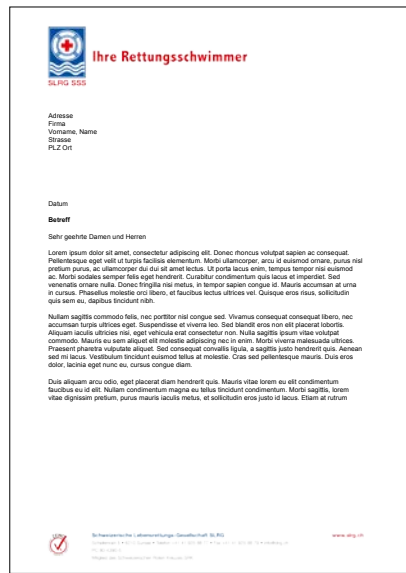 Ihre Rettungsschwimmer
SLRG SSS
Adresse
Firma
Vorname, Name
Strasse
PLZ Ort
Datum
Betreff
Sehr geehrte Damen und Herren
Lorem ipsum dolor sit amet, consectetur adipiscing elit. Donec rhoncus volutpat sapien ac consequat.
Pellentesque eget velit ut turpis facilisis elementum. Morbi ullamcorper, arcu id euismod ornare, purus nisl
pretium purus, ac ullamcorper dui dui sit amet lectus. Ut porta lacus enim, tempus tempor nisi euismod
ac. Morbi sodales semper felis eget hendrerit. Curabitur condimentum quis lacus et imperdiet. Sed
venenatis ornare nulla. Donec fringilla nisi metus, in tempor sapien congue id. Mauris accumsan at urna
in cursus. Phasellus molestie orci libero, et faucibus lectus ultrices vel. Quisque eros risus, sollicitudin
quis sem eu, dapibus tincidunt nibh.
Nullam sagittis commodo felis, nec porttitor nisl congue sed. Vivamus consequat consequat libero, nec
accumsan turpis ultrices eget. Suspendisse et viverra leo. Sed blandit eros non elit placerat lobortis.
Aliquam iaculis ultricies nisi, eget vehicula erat consectetur non. Nulla sagittis ipsum vitae volutpat
commodo. Mauris eu sem aliquet elit molestie adipiscing nec in enim. Morbi viverra malesuada ultrices.
Praesent pharetra vulputate aliquet. Sed consequat convallis ligula, a sagittis justo hendrerit quis. Aenean
sed mi lacus. Vestibulum tincidunt euismod tellus at molestie. Cras sed pellentesque mauris. Duis eros
dolor, lacinia eget nunc eu, cursus congue diam.
Duis aliquam arcu odio, eget placerat diam hendrerit quis. Mauris vitae lorem eu elit condimentum
faucibus eu id elit. Nullam condimentum magna eu tellus tincidunt condimentum. Morbi sagittis, lorem
vitae dignissim pretium, purus mauris iaculis metus, et sollicitudin eros justo id lacus. Etiam at rutrum
Schweizerische Lebensrettungs-Gesellschaft SLRG
www.slrg.ch